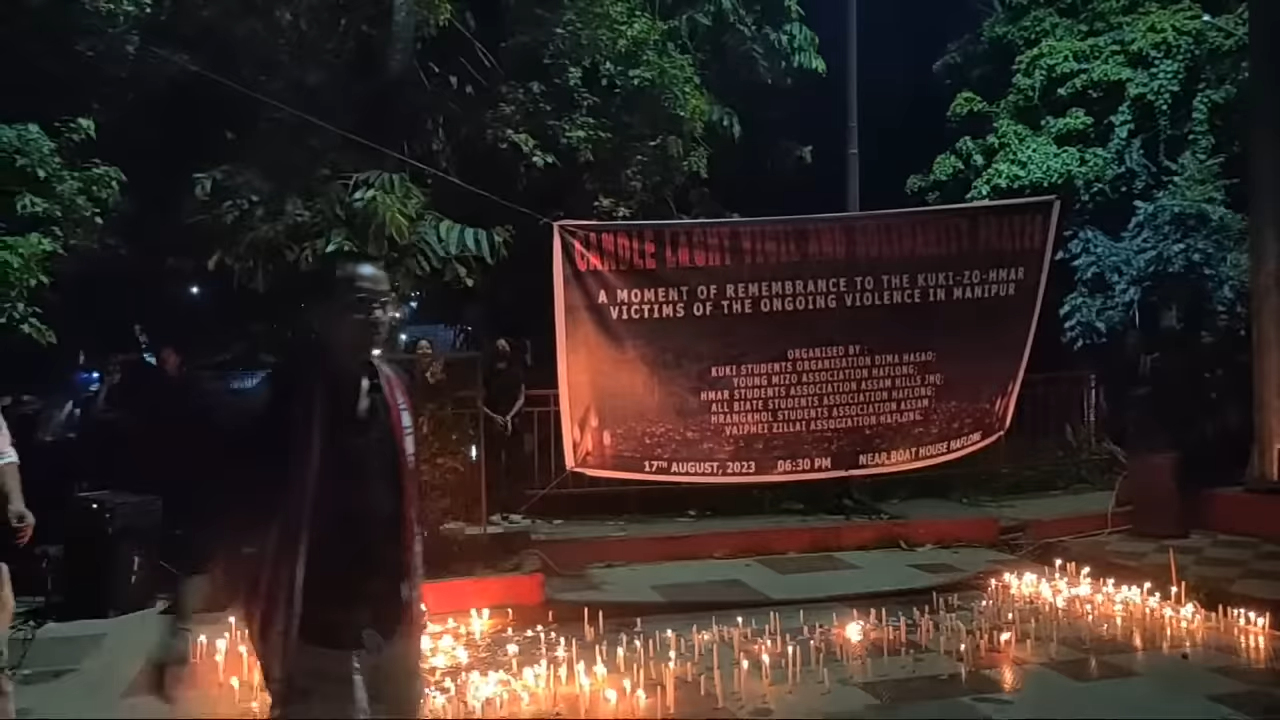 CANDLE LIGHT VIGIL AND SOLIDARITY
A MOMENT OF REMEMBRANCE TO THE KUKI-ZO-HMAR
VICTIMS OF THE ONGOING VIOLENCE IN MANIPUR
ORGANISED BY :
KUKI STUDENTS ORGANISATION DIMA HASAO;
YOUNG MIZO ASSOCIATION HAFLONG;
HMAR STUDENTS ASSOCIATION ASSAM HILLS JHQ;
ALL BIATE STUDENTS ASSOCIATION HAFLONG;
HRANGKHOL STUDENTS ASSOCIATION ASSAM
VAIPHEI ZILLAI ASSOCIATION HAFLONG.
17TH AUGUST, 2023 06:30 PM NEAR BOAT HOUSE HAFLONG